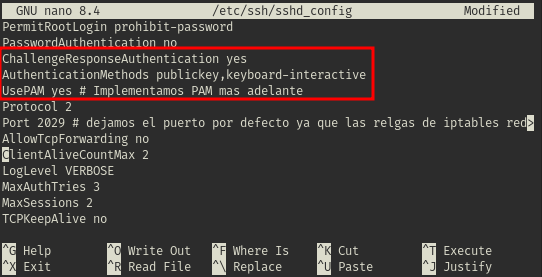 GNU nano 8.4 /etc/ssh/sshd_config Modified
PermitRootLogin prohibit-password
PasswordAuthentication no
ChallengeResponseAuthentication yes
AuthenticationMethods publickey,keyboard-interactive
UsePAM yes # Implementamos PAM mas adelante
Protocol 2
Port 2029 # dejamos el puerto por defecto ya que las relgas de iptables red>
AllowTcpForwarding no
ClientAliveCountMax 2
LogLevel VERBOSE
MaxAuthTries 3
MaxSessions 2
TCPKeepAlive no
^G Help ^O Write Out ^F Where Is ^K Cut ^T Execute
^X Exit ^R Read File ^\ Replace ^U Paste ^J Justify